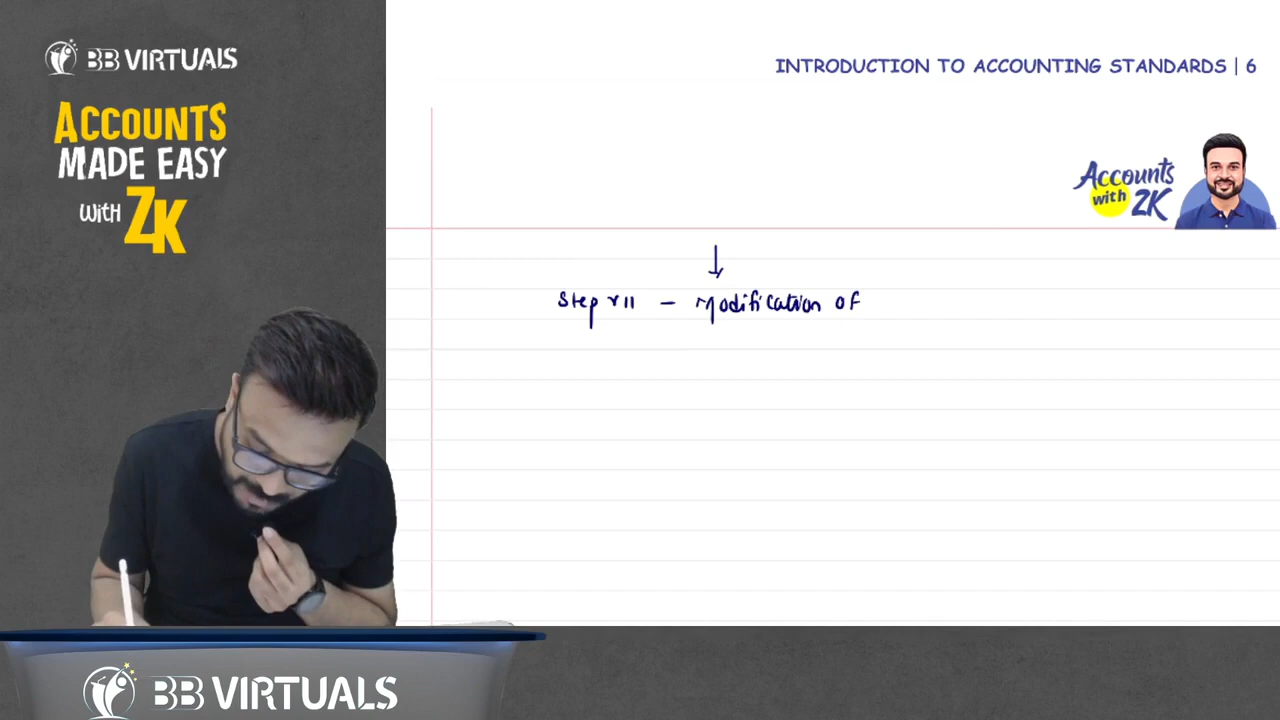 BB VIRTUALS
ACCOUNTS
MADE EASY
WITH ZK
INTRODUCTION TO ACCOUNTING STANDARDS | 6
Accounts
with ZK
Step VII - Modification of
BB VIRTUALS